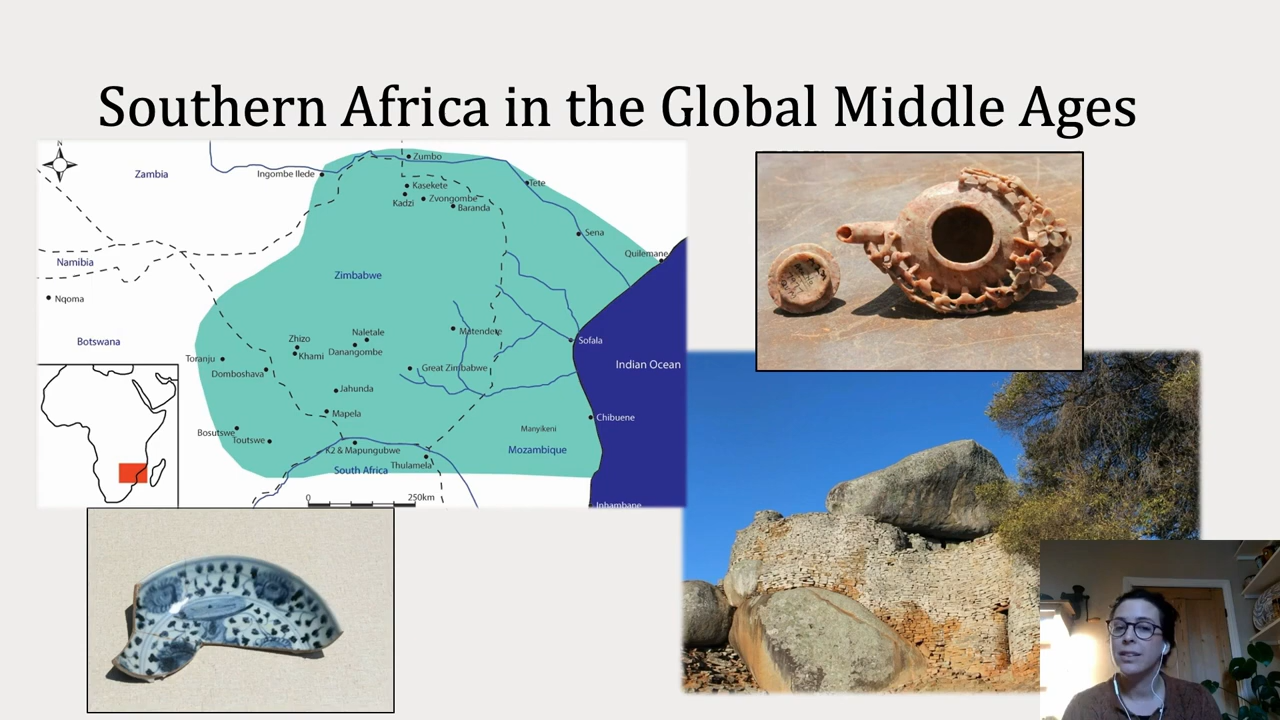 Southern Africa in the Global Middle Ages
N
Zambia
Ingombe Ilede
Zumbo
Kasekete
Kadzi
Zvongombe
Baranda
Tete
Sena
Quilemane
Namibia
Nqoma
Zimbabwe
Botswana
Zhizo
Khami
Naletale
Danangombe
Matendere
Sofala
Indian Ocean
Toranju
Domboshava
Great Zimbabwe
Jahunda
Mapela
Chibuene
Bosutswe
Toutswe
Manyikeni
K2 & Mapungubwe
Mozambique
Thulamela
South Africa
0 250km
Inhambane